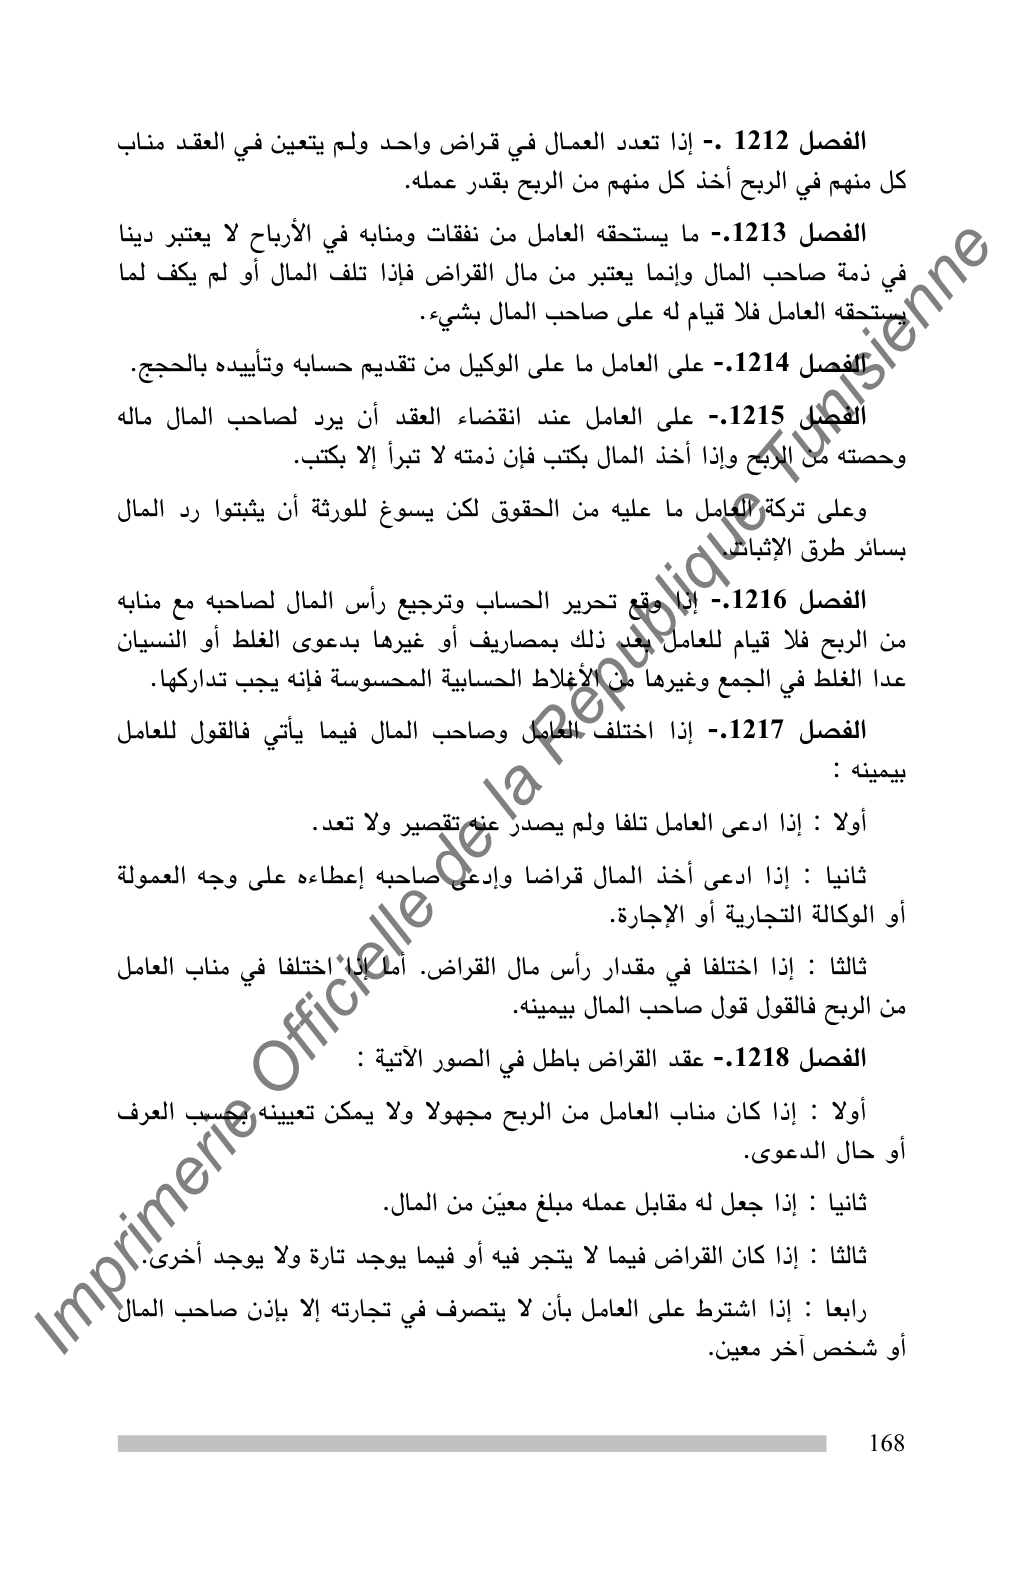 الفصل 1212 .- إذا تعدد العمال في قراض واحد ولم يتعين في العقد مناب
كل منهم في الربح أخذ كل منهم من الربح بقدر عمله.
الفصل 1213.- ما يستحقه العامل من نفقات ومنابه في الأرباح لا يعتبر دينا
في ذمة صاحب المال وإنما يعتبر من مال القراض فإذا تلف المال أو لم يكف لما
يستحقه العامل فلا قيام له على صاحب المال بشيء.
الفصل 1214.- على العامل ما على الوكيل من تقديم حسابه وتأييده بالحجج.
الفصل 1215.- على العامل عند انقضاء العقد أن يرد لصاحب المال ماله
وحصته من الربح وإذا أخذ المال بكتب فإن ذمته لا تبرأ إلا بكتب.
وعلى تركة العامل ما عليه من الحقوق لكن يسوغ للورثة أن يثبتوا رد المال
بسائر طرق الإثبات.
الفصل 1216.- إذا وقع تحرير الحساب وترجيع رأس المال لصاحبه مع منابه
من الربح فلا قيام للعامل بعد ذلك بمصاريف أو غيرها بدعوى الغلط أو النسيان
عدا الغلط في الجمع وغيرها من الأغلاط الحسابية المحسوسة فإنه يجب تداركها.
الفصل 1217.- إذا اختلف العامل وصاحب المال فيما يأتي فالقول للعامل
بيمينه :
أولا : إذا ادعى العامل تلفا ولم يصدر عنه تقصير ولا تعد.
ثانيا : إذا ادعى أخذ المال قراضا وإدعى صاحبه إعطاءه على وجه العمولة
أو الوكالة التجارية أو الإجارة.
ثالثا : إذا اختلفا في مقدار رأس مال القراض. أما إذا اختلفا في مناب العامل
من الربح فالقول قول صاحب المال بيمينه.
الفصل 1218.- عقد القراض باطل في الصور الآتية :
أولا : إذا كان مناب العامل من الربح مجهولا ولا يمكن تعيينه بحسب العرف
أو حال الدعوى.
ثانيا : إذا جعل له مقابل عمله مبلغ معيّن من المال.
ثالثا : إذا كان القراض فيما لا يتجر فيه أو فيما يوجد تارة ولا يوجد أخرى.
رابعا : إذا اشترط على العامل بأن لا يتصرف في تجارته إلا بإذن صاحب المال
أو شخص آخر معين.
168
Imprimerie Officielle de la République Tunisienne